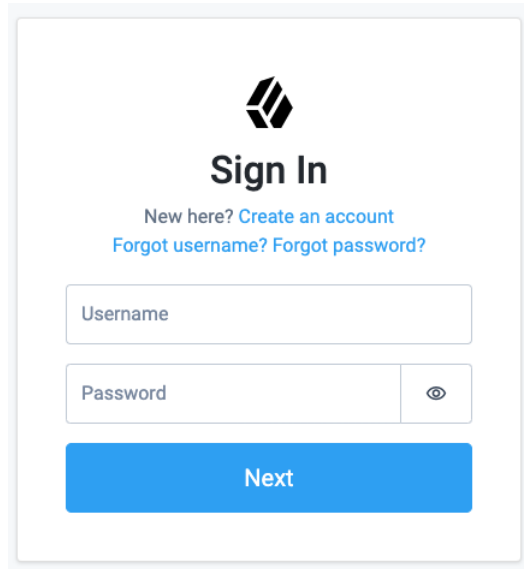 Sign In
New here? Create an account
Forgot username? Forgot password?
Username
Password
Next